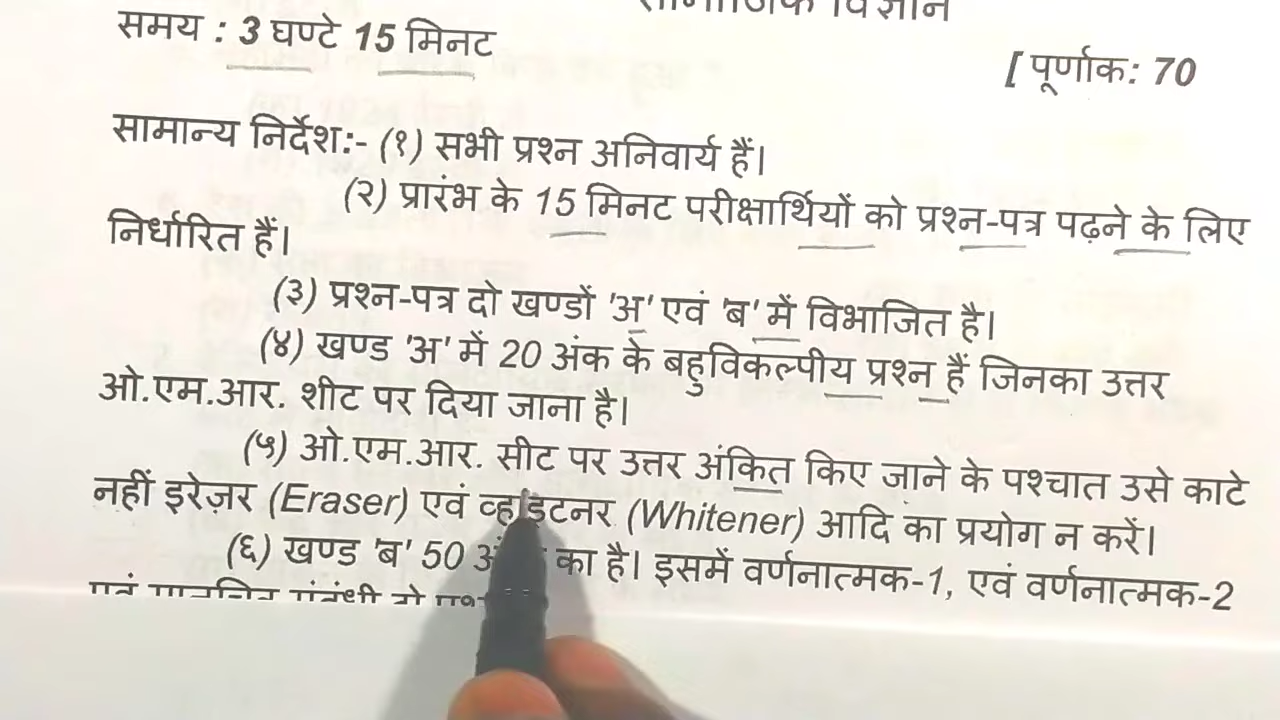 सामाजिक विज्ञान
समय : 3 घण्टे 15 मिनट
[ पूर्णाक: 70
सामान्य निर्देश:- (१) सभी प्रश्न अनिवार्य हैं।
(२) प्रारंभ के 15 मिनट परीक्षार्थियों को प्रश्न-पत्र पढ़ने के लिए
निर्धारित हैं।
(३) प्रश्न-पत्र दो खण्डों 'अ' एवं 'ब' में विभाजित है।
(४) खण्ड 'अ' में 20 अंक के बहुविकल्पीय प्रश्न हैं जिनका उत्तर
ओ.एम.आर. शीट पर दिया जाना है।
(५) ओ.एम.आर. सीट पर उत्तर अंकित किए जाने के पश्चात उसे काटे
नहीं इरेज़र (Eraser) एवं व्हाइटनर (Whitener) आदि का प्रयोग न करें।
(६) खण्ड 'ब' 50 का है। इसमें वर्णनात्मक-1, एवं वर्णनात्मक-2